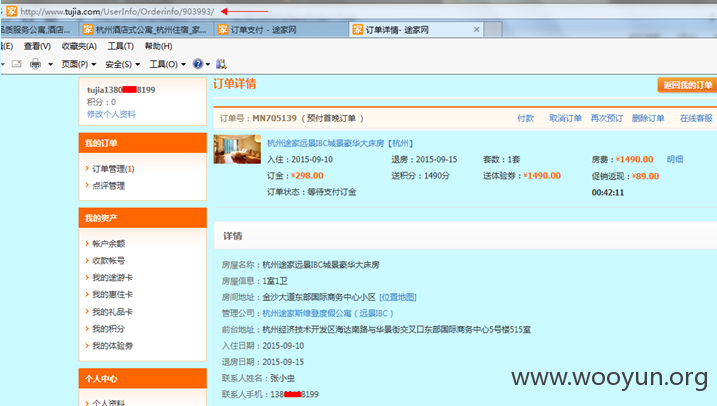 http://www.tujia.com/UserInfo/Orderinfo/903993/
品质服务公寓,酒店...
杭州酒店式公寓_杭州住宿_家...
订单支付 - 途家网
订单详情- 途家网
(E) 查看(V) 收藏夹(A) 工具(T) 帮助(H)
页面(P) 安全(S) 工具(O)
tujia1380 8199
积分：0
修改个人资料
我的订单
订单管理(1)
点评管理
我的资产
帐户余额
收款帐号
我的途游卡
我的惠住卡
我的礼品卡
我的积分
我的体验券
个人中心
个人资料
订单详情
返回我的订单
订单号：MN705139（ 预付首晚订单 ）
付款 取消订单 再次预订 删除订单 在线客服
杭州途家远景IBC城景豪华大床房【杭州】
入住：2015-09-10 退房：2015-09-15 套数：1套 房费：¥1490.00 明细
订金：¥298.00 送积分：1490分 送体验券：¥1490.00 促销返现：¥89.00
订单状态：等待支付订金 00:42:11
详情
房屋名称：杭州途家远景IBC城景豪华大床房
房屋信息：1室1卫
房间地址：金沙大道东部国际商务中心小区 [位置地图]
管理公司：杭州途家斯维登度假公寓（远景IBC）
前台地址：杭州经济技术开发区海达南路与华景街交叉口东部国际商务中心5号楼515室
入住日期：2015-09-10
退房日期：2015-09-15
联系人姓名：张小虫
联系人手机：138 8199
www.wooyun.org